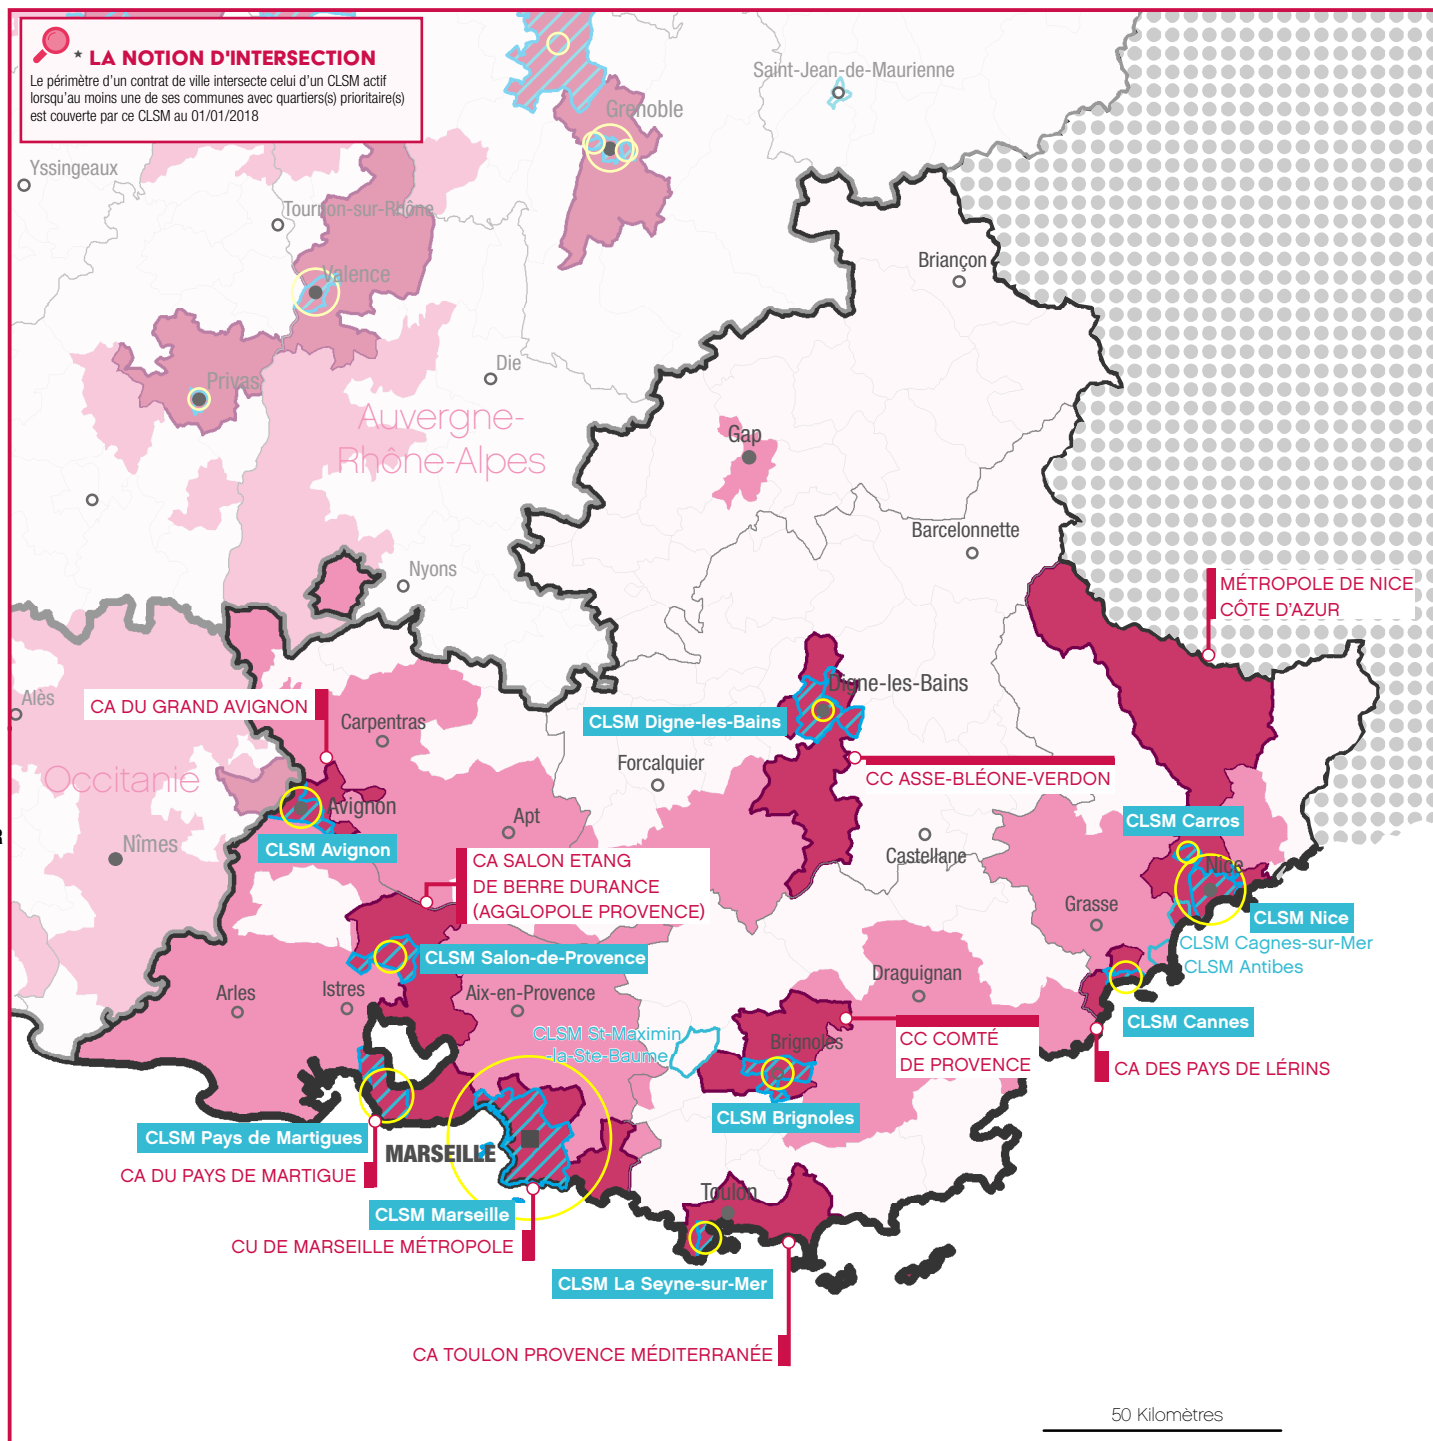 * LA NOTION D'INTERSECTION
Le périmètre d'un contrat de ville intersecte celui d'un CLSM actif
lorsqu'au moins une de ses communes avec quartiers(s) prioritaire(s)
est couverte par ce CLSM au 01/01/2018
Saint-Jean-de-Maurienne
Grenoble
Yssingeaux
Tournon-sur-Rhône
Valence
Briançon
Die
Privas
Auvergne-
Rhône-Alpes
Gap
Barcelonnette
Nyons
MÉTROPOLE DE NICE
CÔTE D'AZUR
Alès
CA DU GRAND AVIGNON
Carpentras
Digne-les-Bains
CLSM Digne-les-Bains
Forcalquier
CC ASSE-BLÉONE-VERDON
Occitanie
Avignon
Apt
CLSM Carros
R
Nîmes
CLSM Avignon
CA SALON ETANG
DE BERRE DURANCE
(AGGLOPOLE PROVENCE)
Castellane
Nice
Grasse
CLSM Nice
CLSM Cagnes-sur-Mer
CLSM Antibes
CLSM Salon-de-Provence
Draguignan
Arles
Istres
Aix-en-Provence
CLSM Cannes
CLSM St-Maximin
-la-Ste-Baume
Brignoles
CC COMTÉ
DE PROVENCE
CA DES PAYS DE LÉRINS
CLSM Brignoles
CLSM Pays de Martigues
MARSEILLE
CA DU PAYS DE MARTIGUE
Toulon
CLSM Marseille
CU DE MARSEILLE MÉTROPOLE
CLSM La Seyne-sur-Mer
CA TOULON PROVENCE MÉDITERRANÉE
50 Kilomètres